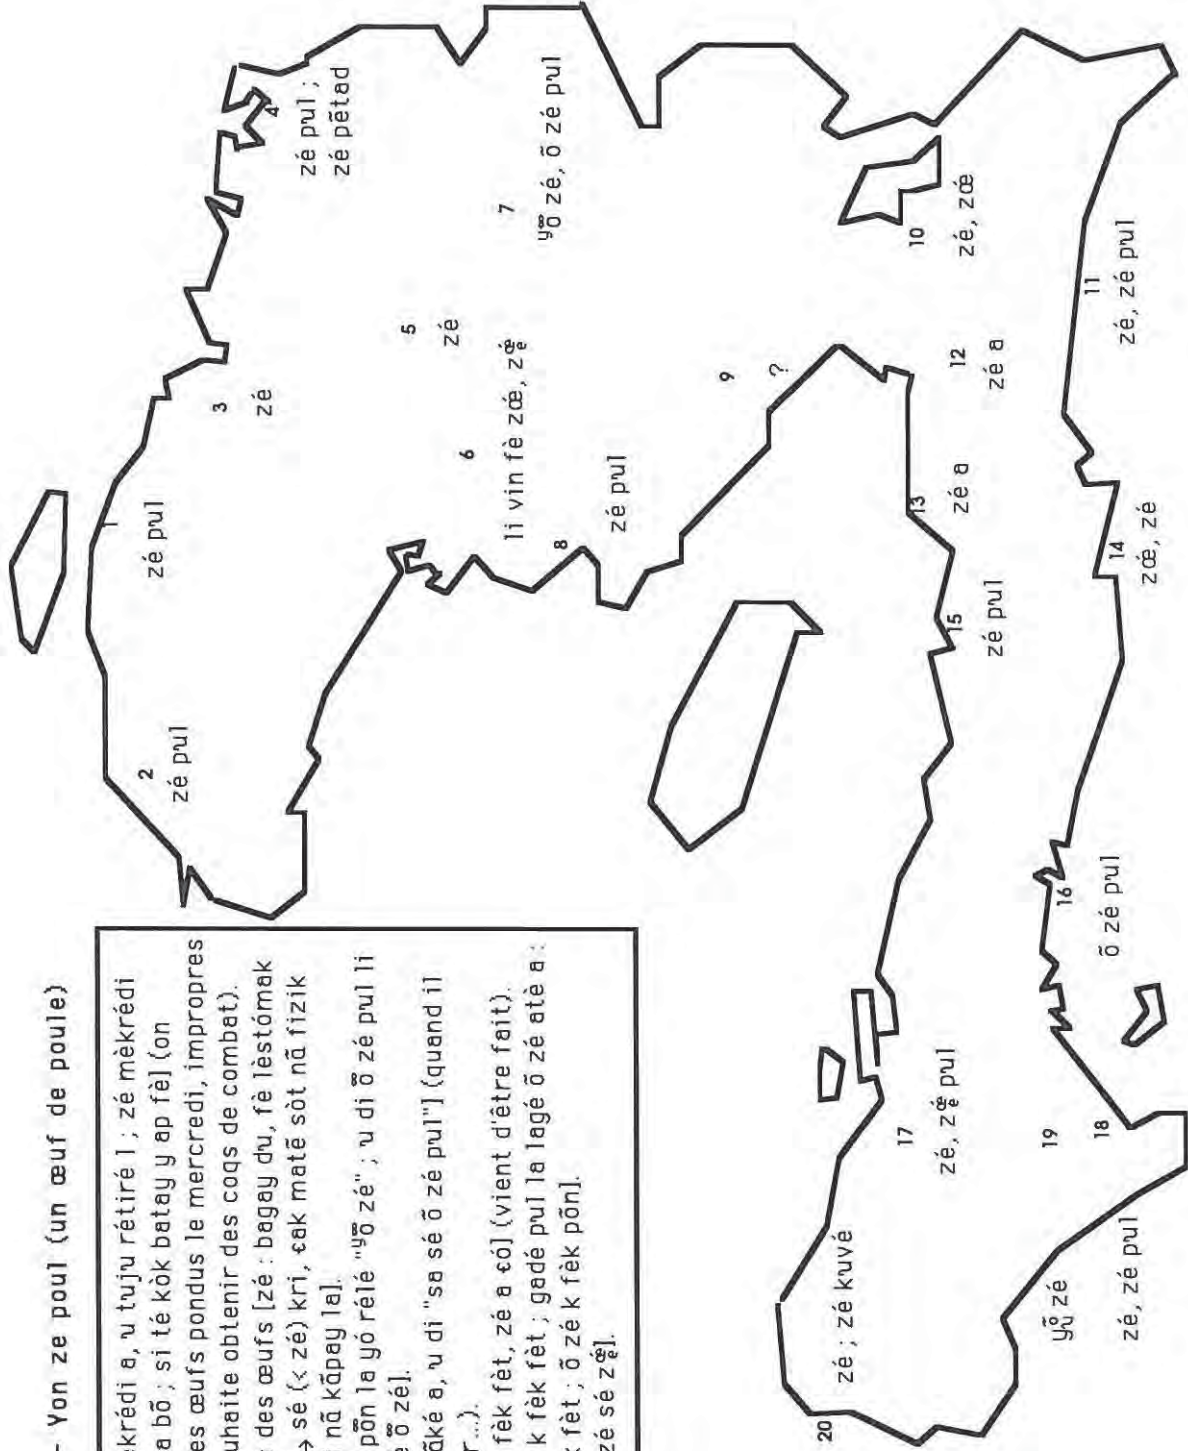 - Yon ze poul (un œuf de poule)
ekrédi a, u tuju rétiré l ; zé mèkrédi
a bõ ; si té kòk batay y ap fè] (on
es œufs pondus le mercredi, impropres
uhaite obtenir des coqs de combat).
des œufs [zé : bagay du, fè lèstómak
→ sé (< zé) kri, ɛak matẽ sòt nã fizik
nã kãpay la].
põn la yó rélé "yõ zé" ; u di õ zé pul li
e õ zé].
ãké a, u di "sa sé õ zé pul"] (quand il
r...).
fèk fèt, zé a ɛó] (vient d'être fait).
k fèk fèt ; gadé pul la lagé õ zé atè a :
k fèt ; õ zé k fèk põn].
zé sé zœ].
1
zé pul
2
zé pul
3
zé
4
zé pul ;
zé pẽtad
5
zé
6
li vin fè zœ́, zœ
7
yõ zé, õ zé pul
8
zé pul
9
?
10
zé, zœ
11
zé, zé pul
12
zé a
13
zé a
14
zœ, zé
15
zé pul
16
õ zé pul
17
zé, zœ pul
18
zé, zé pul
19
yũ zé
20
zé ; zé kuvé